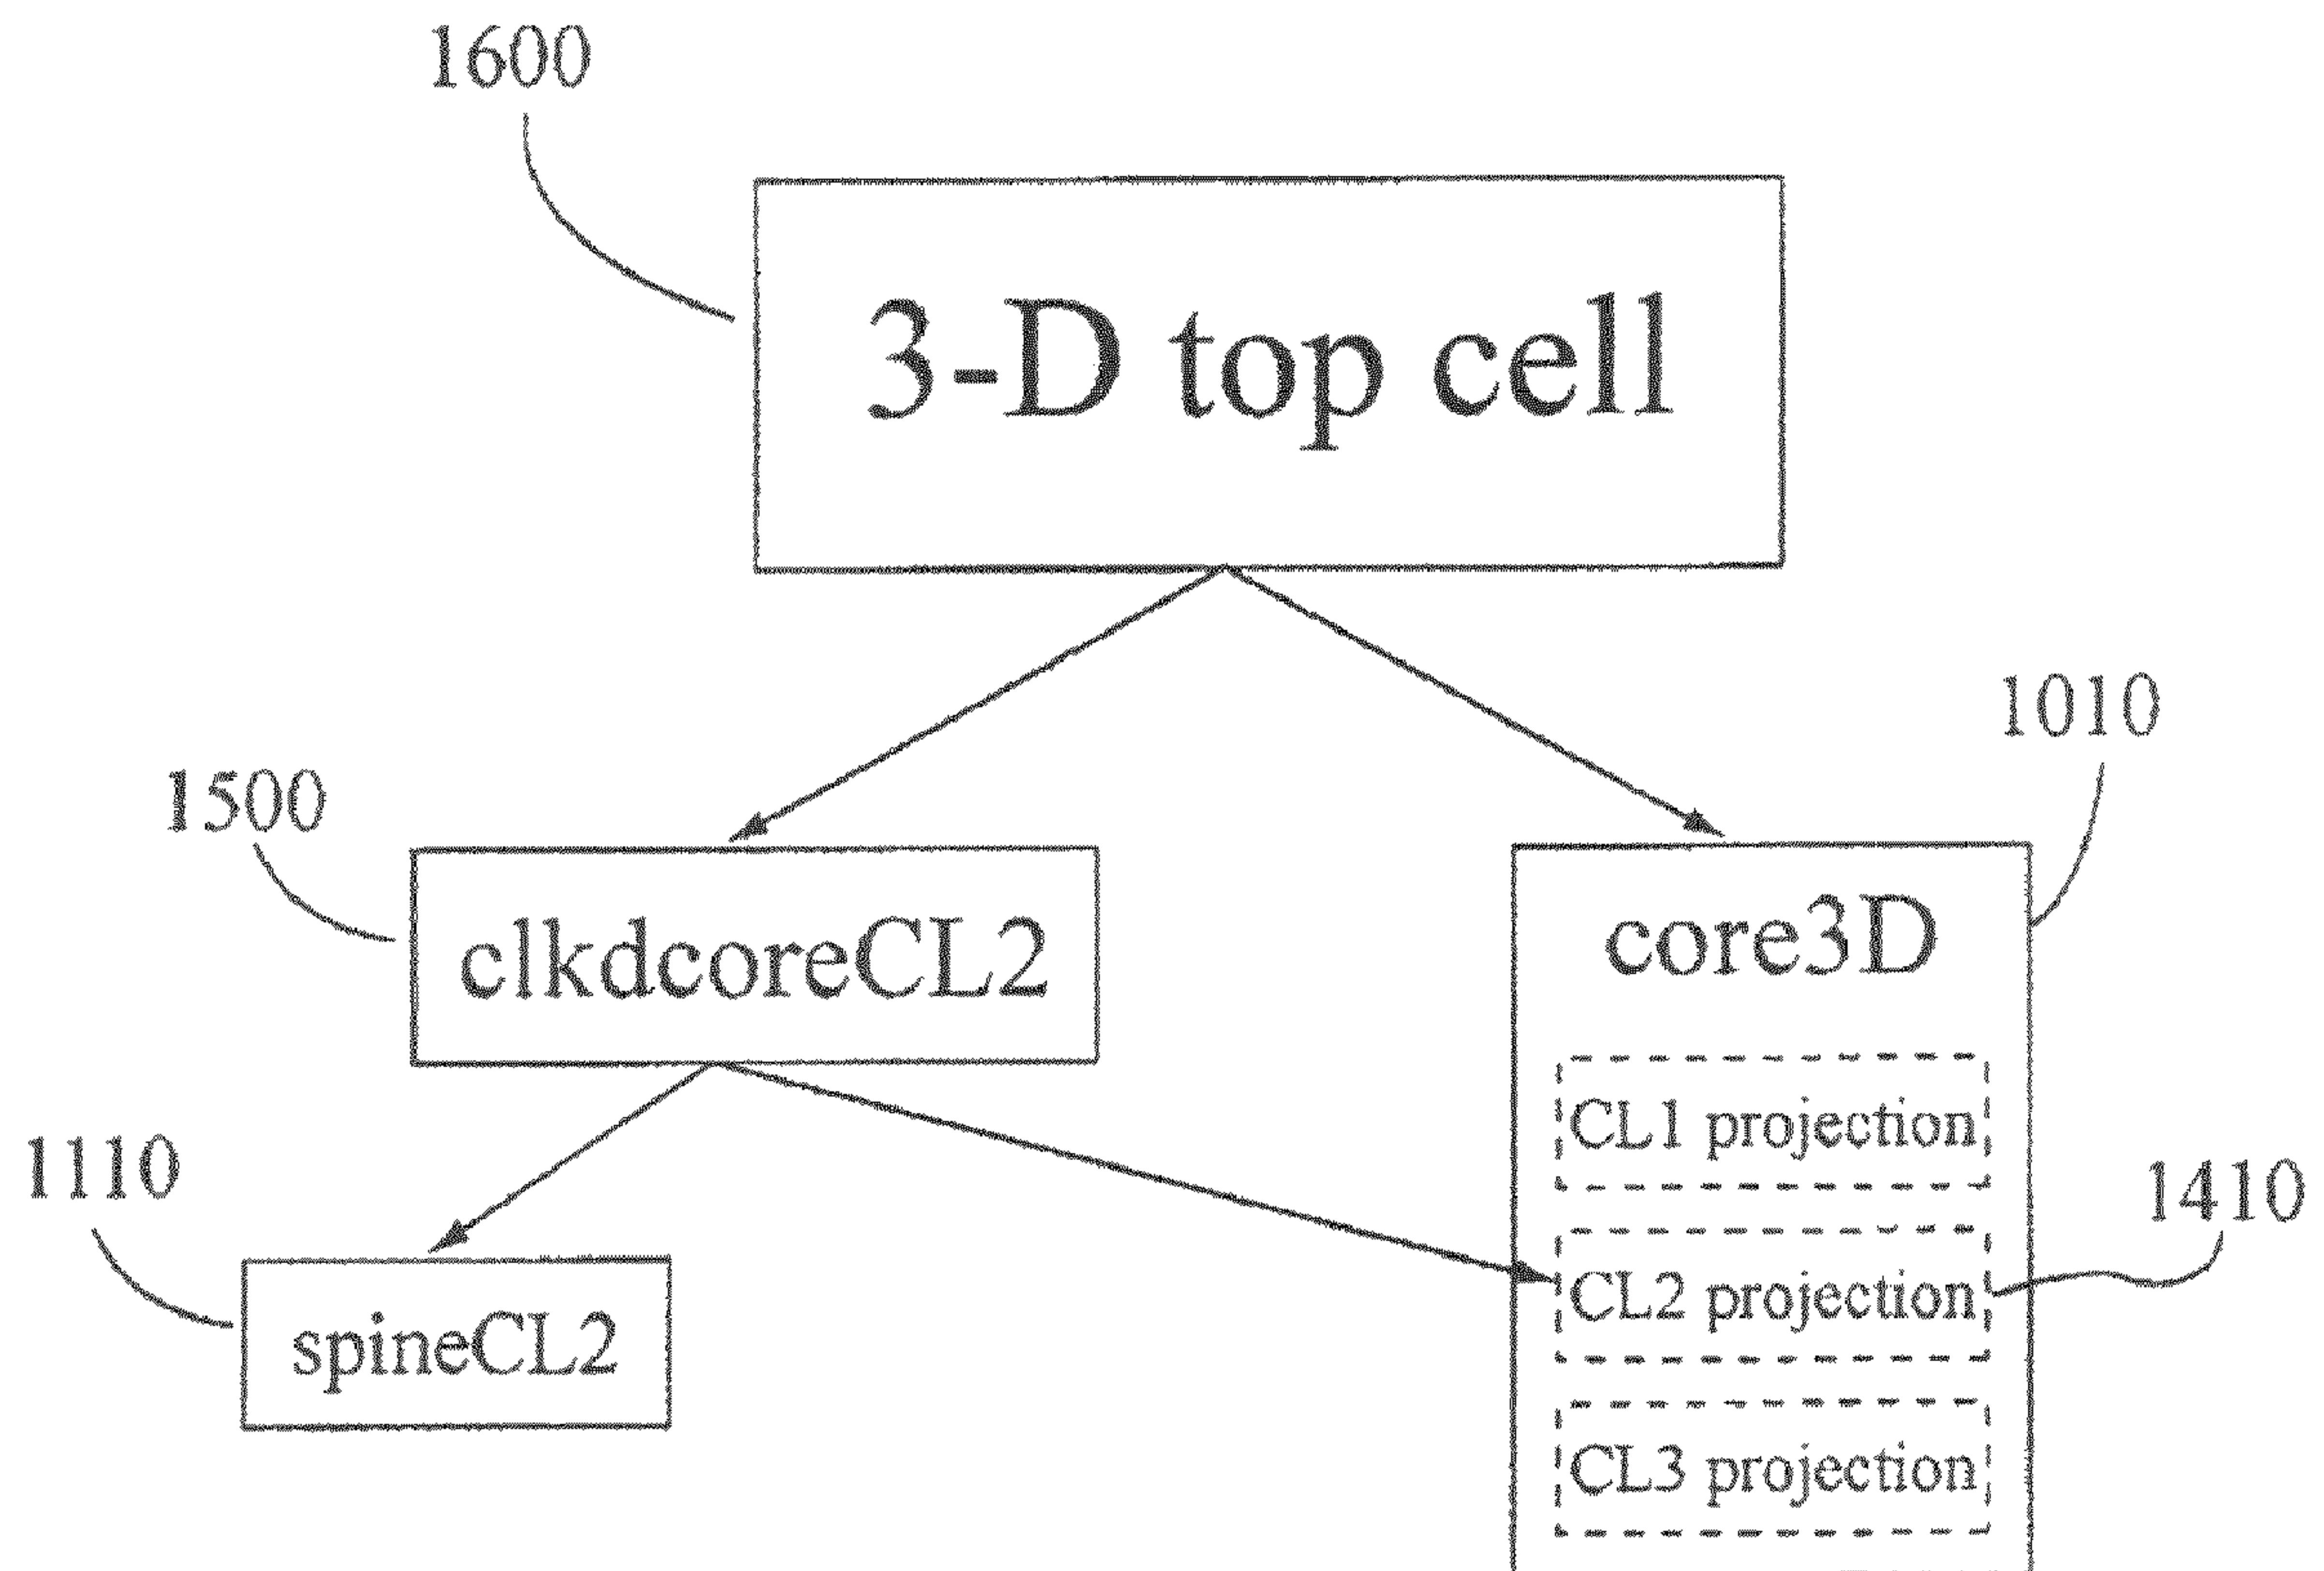 1600
3-D top cell
1010
1500
clkdcoreCL2
core3D
CL1 projection
1110
1410
CL2 projection
spineCL2
CL3 projection